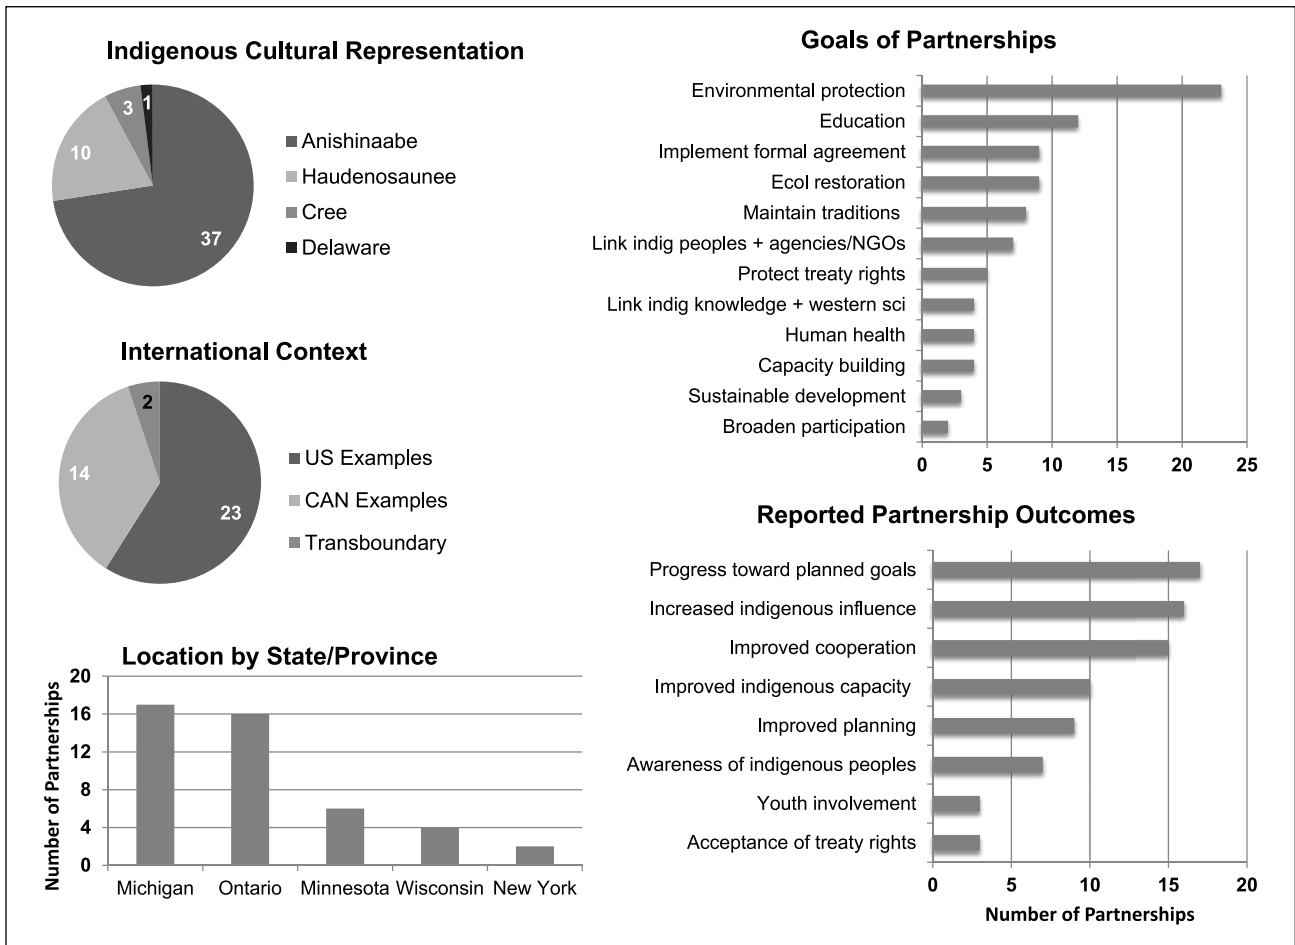 Indigenous Cultural Representation
1
3
10
37
Anishinaabe
Haudenosaunee
Cree
Delaware
International Context
2
14
23
US Examples
CAN Examples
Transboundary
Location by State/Province
Number of Partnerships
20
16
12
8
4
0
Michigan Ontario Minnesota Wisconsin New York
Goals of Partnerships
Environmental protection
Education
Implement formal agreement
Ecol restoration
Maintain traditions
Link indig peoples + agencies/NGOs
Protect treaty rights
Link indig knowledge + western sci
Human health
Capacity building
Sustainable development
Broaden participation
0 5 10 15 20 25
Reported Partnership Outcomes
Progress toward planned goals
Increased indigenous influence
Improved cooperation
Improved indigenous capacity
Improved planning
Awareness of indigenous peoples
Youth involvement
Acceptance of treaty rights
0 5 10 15 20
Number of Partnerships